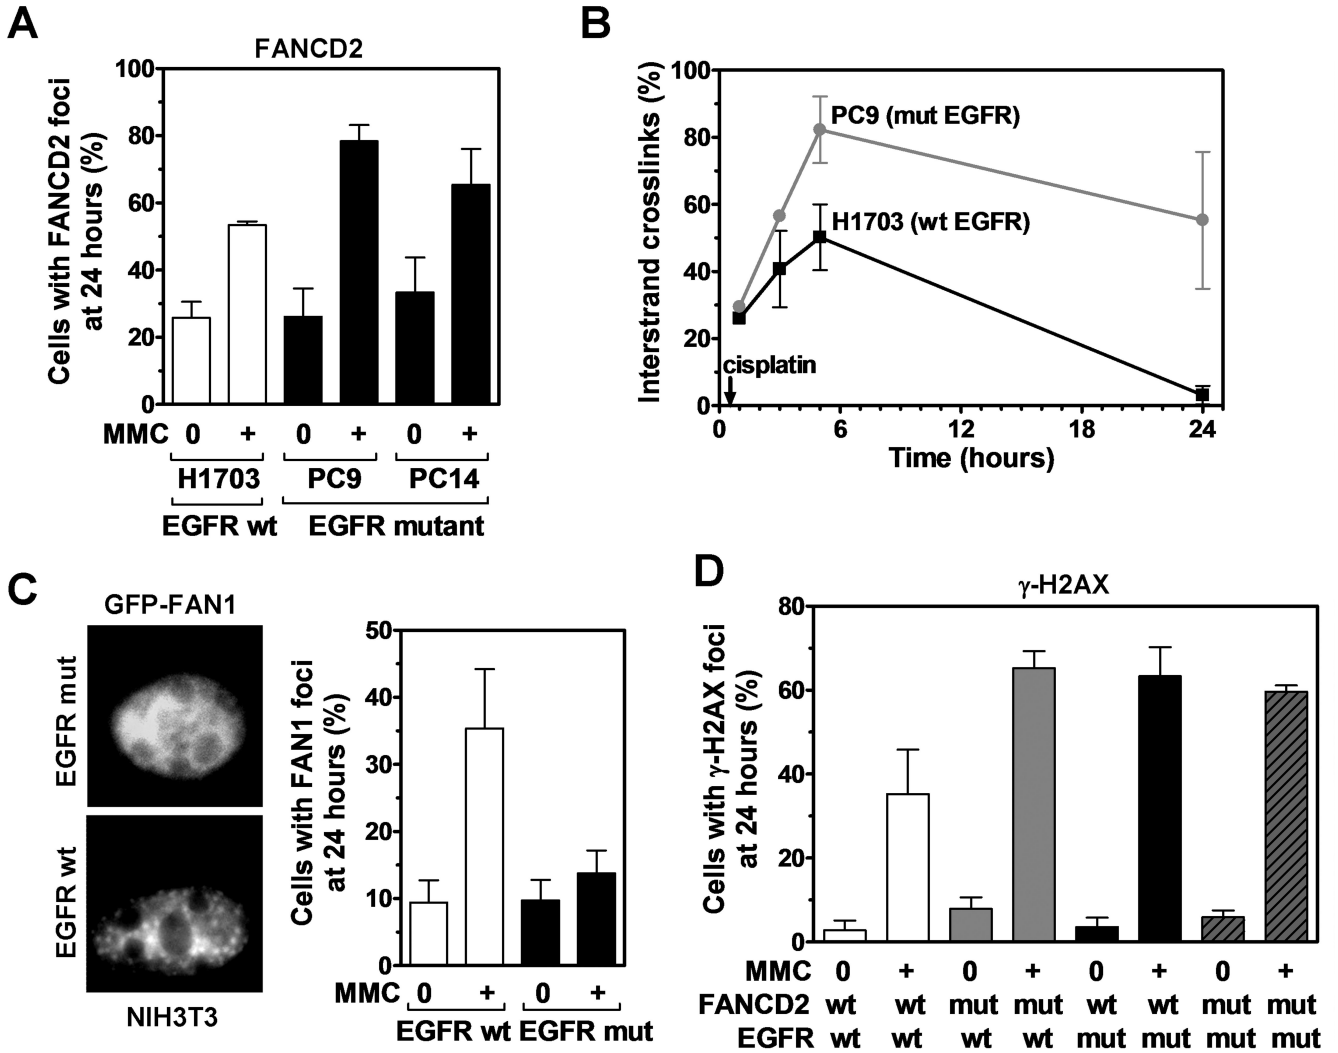 A
FANCD2
Cells with FANCD2 foci
at 24 hours (%)
100
80
60
40
20
0
MMC 0 + 0 + 0 +
H1703 PC9 PC14
EGFR wt EGFR mutant
B
Interstrand crosslinks (%)
100
80
60
40
20
0
PC9 (mut EGFR)
H1703 (wt EGFR)
cisplatin
0 6 12 18 24
Time (hours)
C
GFP-FAN1
EGFR mut
EGFR wt
NIH3T3
Cells with FAN1 foci
at 24 hours (%)
50
40
30
20
10
0
MMC 0 + 0 +
EGFR wt EGFR mut
D
γ-H2AX
Cells with γ-H2AX foci
at 24 hours (%)
80
60
40
20
0
MMC 0 + 0 + 0 + 0 +
FANCD2 wt wt mut mut wt wt mut mut
EGFR wt wt wt wt mut mut mut mut